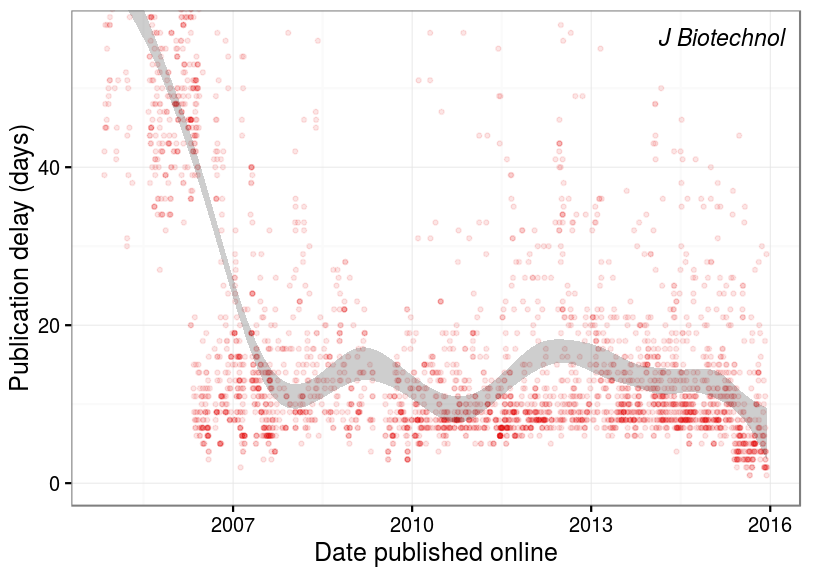 J Biotechnol
Publication delay (days)
40
20
0
2007 2010 2013 2016
Date published online